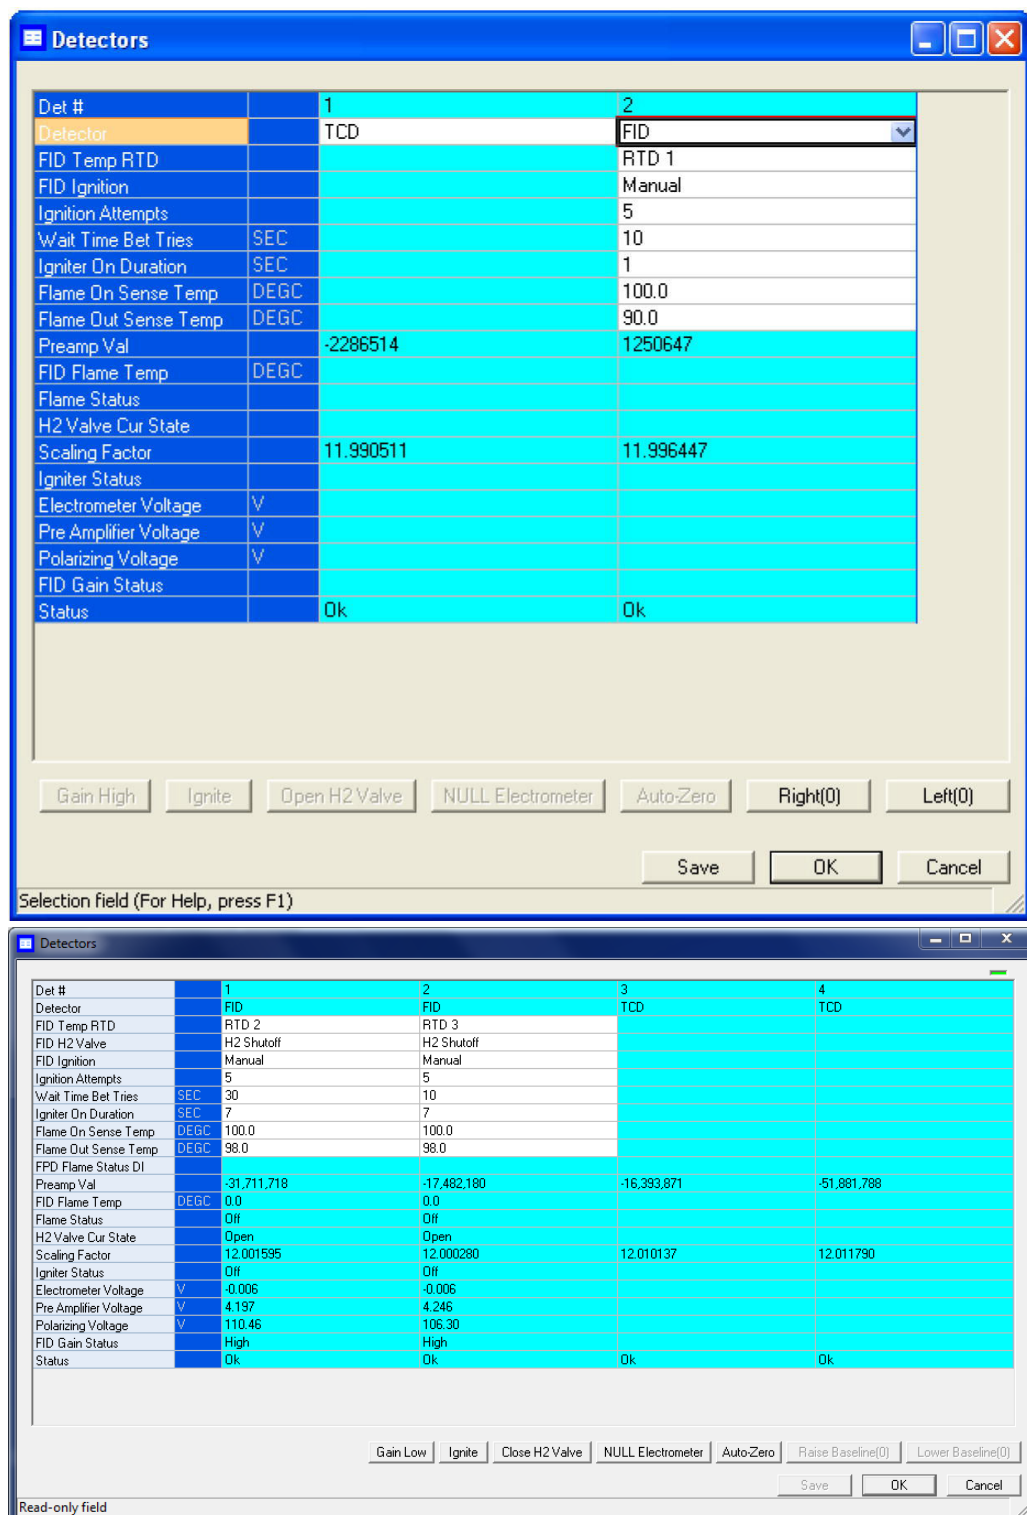 Detectors
Det # 1 2
Detector TCD FID
FID Temp RTD RTD 1
FID Ignition Manual
Ignition Attempts 5
Wait Time Bet Tries SEC 10
Igniter On Duration SEC 1
Flame On Sense Temp DEGC 100.0
Flame Out Sense Temp DEGC 90.0
Preamp Val -2286514 1250647
FID Flame Temp DEGC
Flame Status
H2 Valve Cur State
Scaling Factor 11.990511 11.996447
Igniter Status
Electrometer Voltage V
Pre Amplifier Voltage V
Polarizing Voltage V
FID Gain Status
Status Ok Ok
Gain High Ignite Open H2 Valve NULL Electrometer Auto-Zero Right(0) Left(0)
Save OK Cancel
Selection field (For Help, press F1)
Detectors
Det # 1 2 3 4
Detector FID FID TCD TCD
FID Temp RTD RTD 2 RTD 3
FID H2 Valve H2 Shutoff H2 Shutoff
FID Ignition Manual Manual
Ignition Attempts 5 5
Wait Time Bet Tries SEC 30 10
Igniter On Duration SEC 7 7
Flame On Sense Temp DEGC 100.0 100.0
Flame Out Sense Temp DEGC 98.0 98.0
FPD Flame Status DI
Preamp Val -31,711,718 -17,482,180 -16,393,871 -51,881,788
FID Flame Temp DEGC 0.0 0.0
Flame Status Off Off
H2 Valve Cur State Open Open
Scaling Factor 12.001595 12.000280 12.010137 12.011790
Igniter Status Off Off
Electrometer Voltage V -0.006 -0.006
Pre Amplifier Voltage V 4.197 4.246
Polarizing Voltage V 110.46 106.30
FID Gain Status High High
Status Ok Ok Ok Ok
Gain Low Ignite Close H2 Valve NULL Electrometer Auto-Zero Raise Baseline(0) Lower Baseline(0)
Save OK Cancel
Read-only field